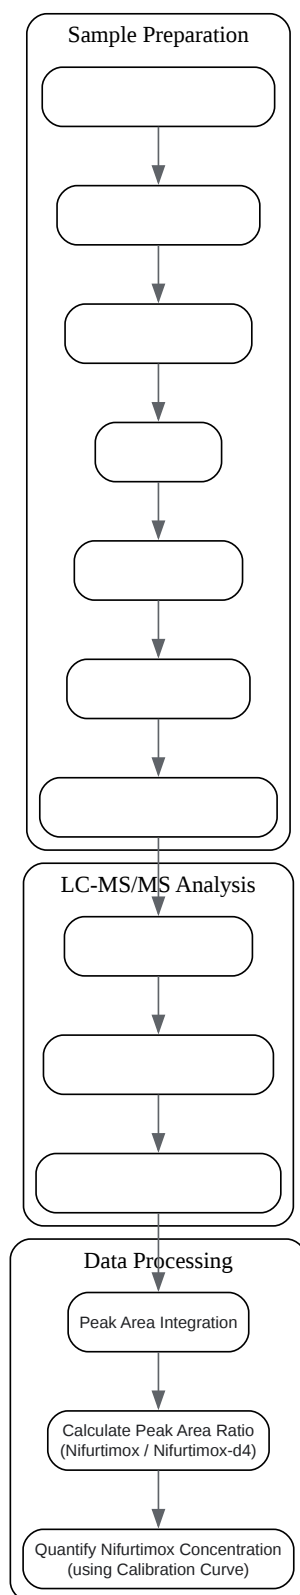 Sample Preparation
LC-MS/MS Analysis
Data Processing
Peak Area Integration
Calculate Peak Area Ratio
(Nifurtimox / Nifurtimox-d4)
Quantify Nifurtimox Concentration
(using Calibration Curve)